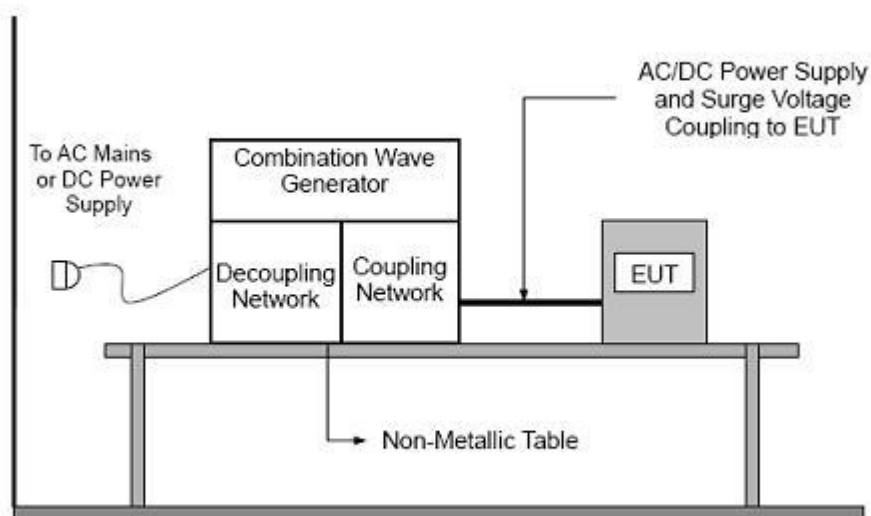 To AC Mains
or DC Power
Supply
Combination Wave
Generator
Decoupling
Network
Coupling
Network
AC/DC Power Supply
and Surge Voltage
Coupling to EUT
EUT
Non-Metallic Table